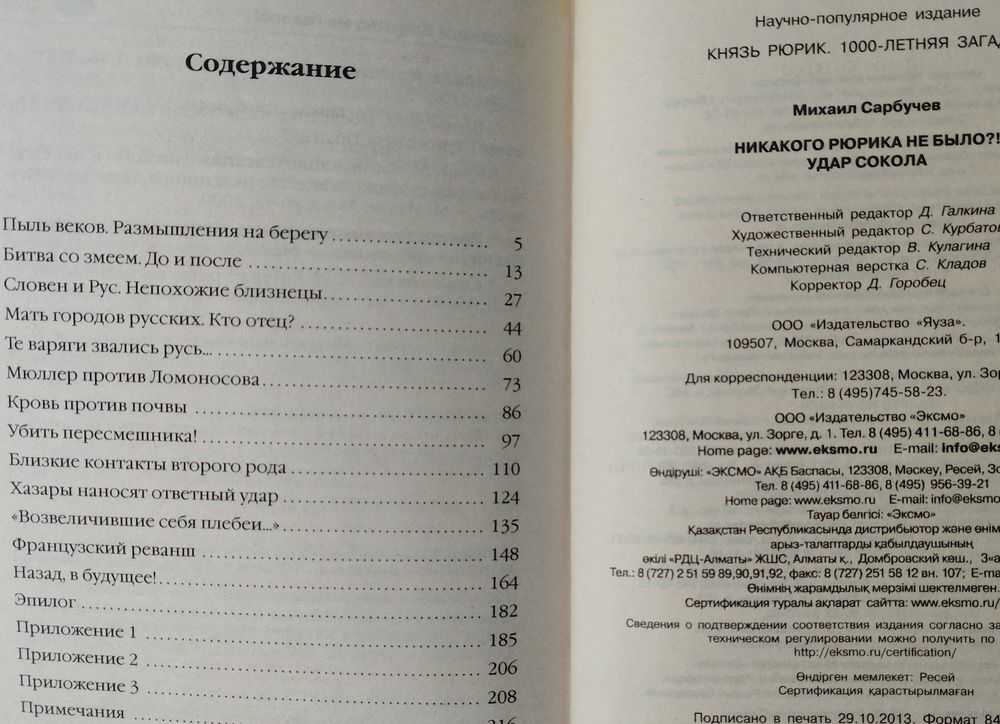 Содержание
Пыль веков. Размышления на берегу 5
Битва со змеем. До и после 13
Словен и Рус. Непохожие близнецы 27
Мать городов русских. Кто отец? 44
Те варяги звались русь... 60
Мюллер против Ломоносова 73
Кровь против почвы 86
Убить пересмешника! 97
Близкие контакты второго рода 110
Хазары наносят ответный удар 124
«Возвеличившие себя плебеи...» 135
Французский реванш 148
Назад, в будущее! 164
Эпилог 182
Приложение 1 185
Приложение 2 206
Приложение 3 208
Примечания 216
Научно-популярное издание
КНЯЗЬ РЮРИК. 1000-ЛЕТНЯЯ ЗАГАД
Михаил Сарбучев
НИКАКОГО РЮРИКА НЕ БЫЛО?!
УДАР СОКОЛА
Ответственный редактор Д. Галкина
Художественный редактор С. Курбатов
Технический редактор В. Кулагина
Компьютерная верстка С. Кладов
Корректор Д. Горобец
ООО «Издательство «Яуза».
109507, Москва, Самаркандский б-р, 1
Для корреспонденции: 123308, Москва, ул. Зор
Тел.: 8 (495)745-58-23.
ООО «Издательство «Эксмо»
123308, Москва, ул. Зорге, д. 1. Тел. 8 (495) 411-68-86, 8
Home page: www.eksmo.ru E-mail: info@eks
Өндіруші: «ЭКСМО» АҚБ Баспасы, 123308, Мәскеу, Ресей, Зо
Тел. 8 (495) 411-68-86, 8 (495) 956-39-21
Home page: www.eksmo.ru E-mail: info@eksmo
Тауар белгісі: «Эксмо»
Қазақстан Республикасында дистрибьютор және өнім
арыз-талаптарды қабылдаушының
өкілі «РДЦ-Алматы» ЖШС, Алматы қ., Домбровский көш., 3«а
Тел.: 8 (727) 2 51 59 89,90,91,92, факс: 8 (727) 251 58 12 вн. 107; E-ma
Өнімнің жарамдылық мерзімі шектелмеген.
Сертификация туралы ақпарат сайтта: www.eksmo.ru/
Сведения о подтверждении соответствия издания согласно за
техническом регулировании можно получить по
http://eksmo.ru/certification/
Өндірген мемлекет: Ресей
Сертификация қарастырылмаған
Подписано в печать 29.10.2013. Формат 84